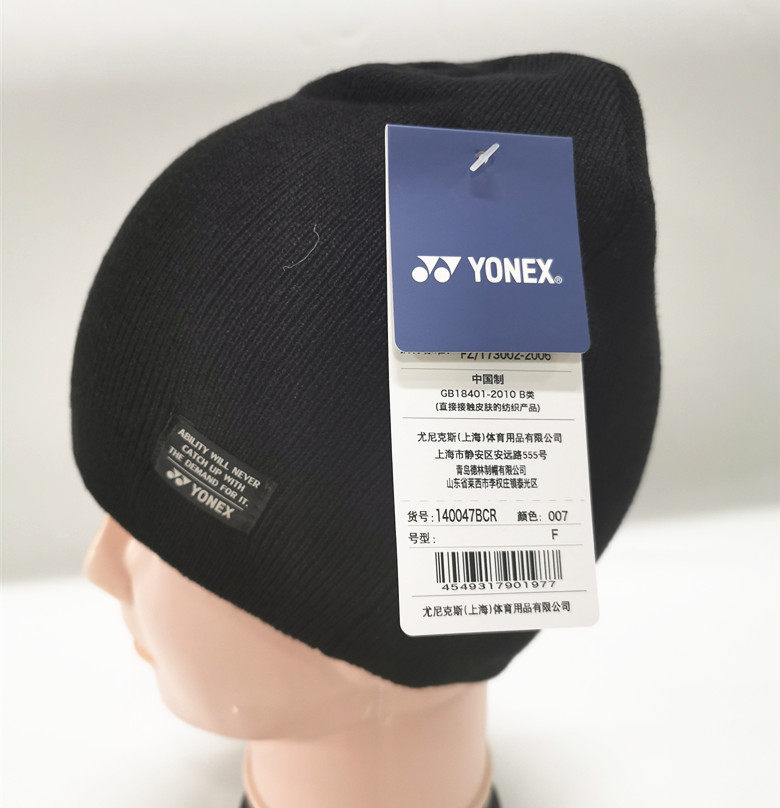 YONEX®
FZ/T73002-2006
中国制
GB18401-2010 B类
(直接接触皮肤的纺织产品)
尤尼克斯(上海)体育用品有限公司
上海市静安区安远路555号
青岛德林制帽有限公司
山东省莱西市李权庄镇泰光区
货号:140047BCR 颜色: 007
号型: F
4549317901977
尤尼克斯(上海)体育用品有限公司
ABILITY WILL NEVER
CATCH UP WITH
THE DEMAND FOR IT.
YONEX